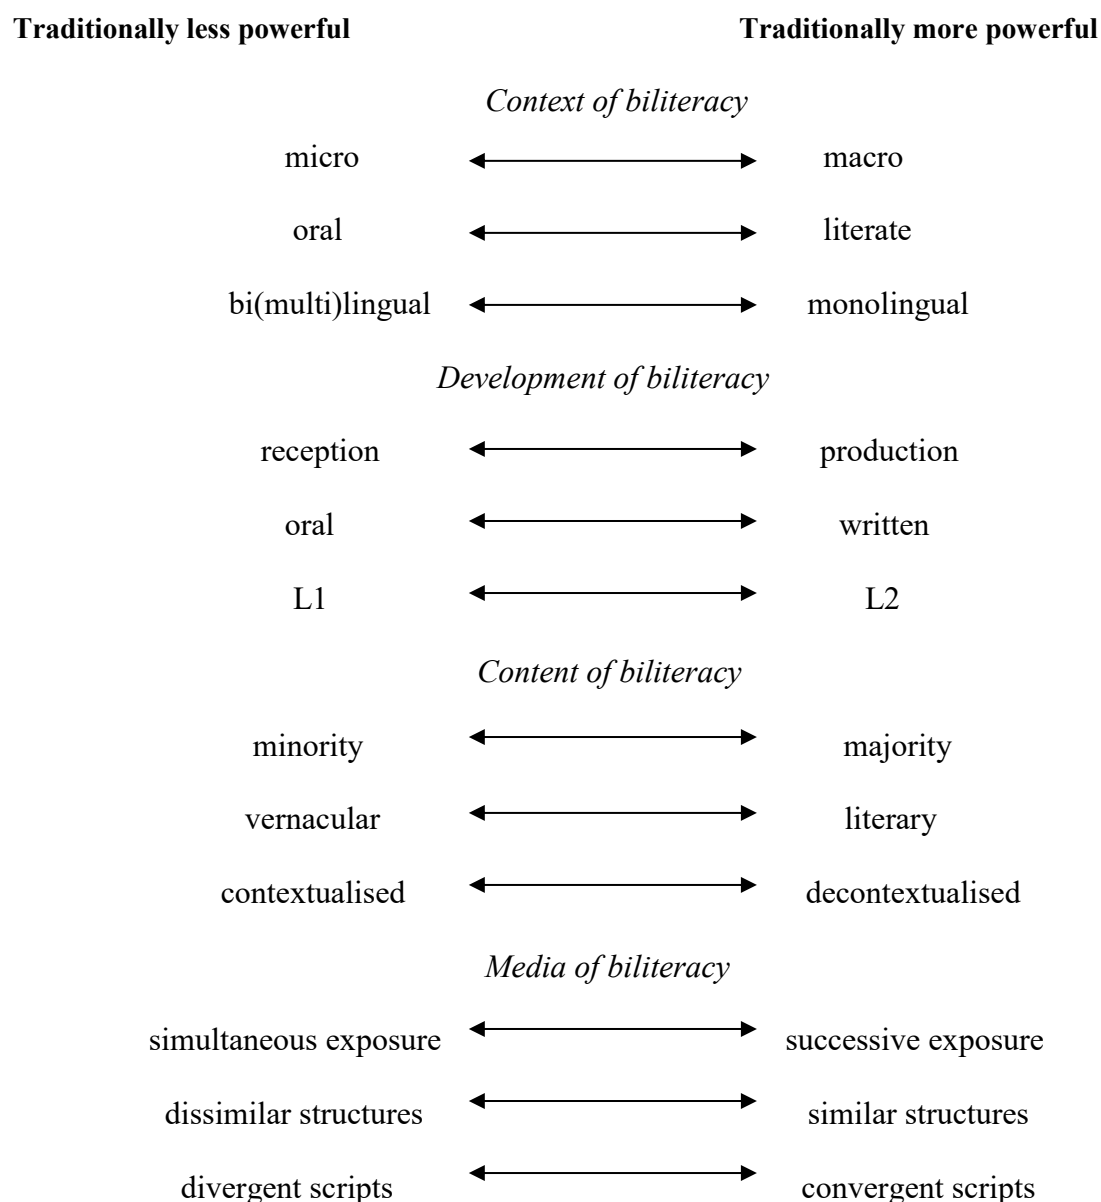 Traditionally less powerful Traditionally more powerful
Context of biliteracy
micro macro
oral literate
bi(multi)lingual monolingual
Development of biliteracy
reception production
oral written
L1 L2
Content of biliteracy
minority majority
vernacular literary
contextualised decontextualised
Media of biliteracy
simultaneous exposure successive exposure
dissimilar structures similar structures
divergent scripts convergent scripts